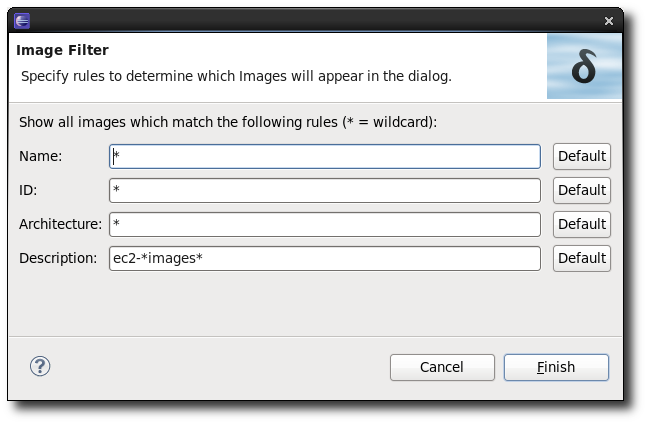 Image Filter
Specify rules to determine which Images will appear in the dialog.
δ
Show all images which match the following rules (* = wildcard):
Name: * Default
ID: * Default
Architecture: * Default
Description: ec2-*images* Default
? Cancel Finish